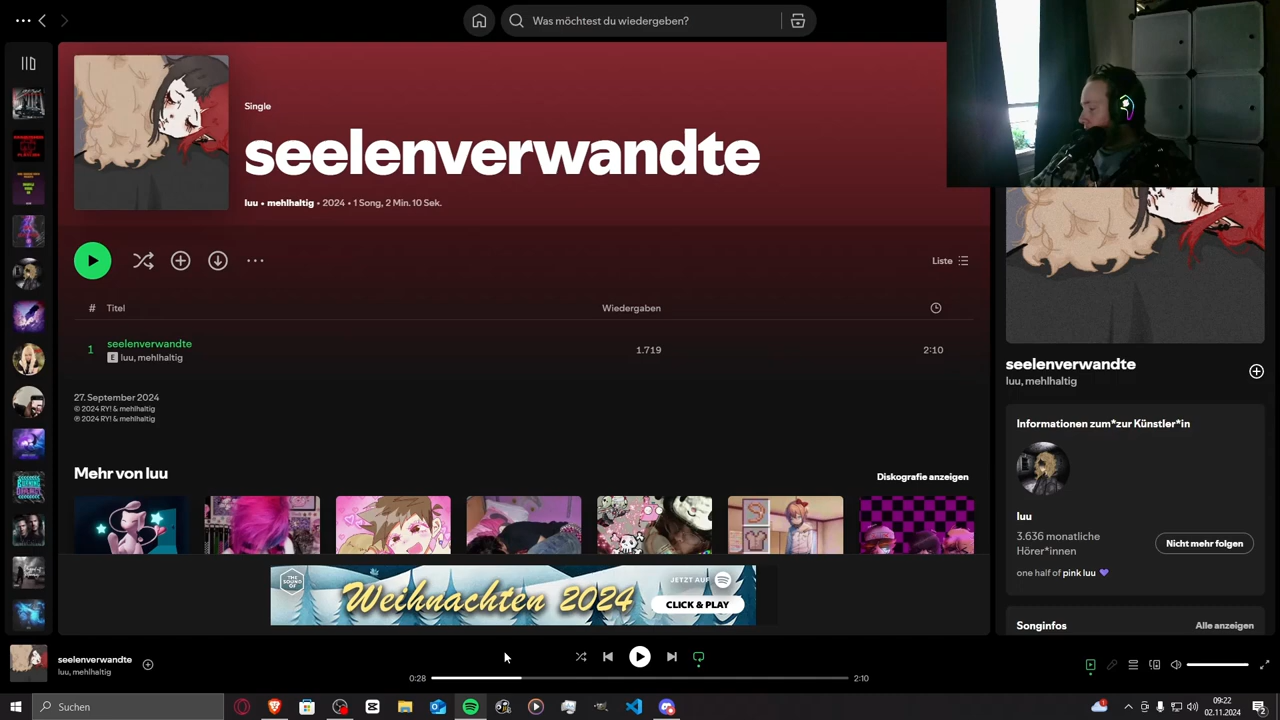 Was möchtest du wiedergeben?
Single
seelenverwandte
luu • mehlhaltig • 2024 • 1 Song, 2 Min. 10 Sek.
Liste
# Titel Wiedergaben
1 seelenverwandte 1.719 2:10
E luu, mehlhaltig
27. September 2024
© 2024 RY! & mehlhaltig
℗ 2024 RY! & mehlhaltig
Mehr von luu
Diskografie anzeigen
THE SOUND OF
Weihnachten 2024
JETZT AUF
CLICK & PLAY
seelenverwandte
luu, mehlhaltig
Informationen zum*zur Künstler*in
luu
3.636 monatliche
Hörer*innen
Nicht mehr folgen
one half of pink luu 💜
Songinfos
Alle anzeigen
seelenverwandte
luu, mehlhaltig
0:28
2:10
Suchen
09:22
02.11.2024
2